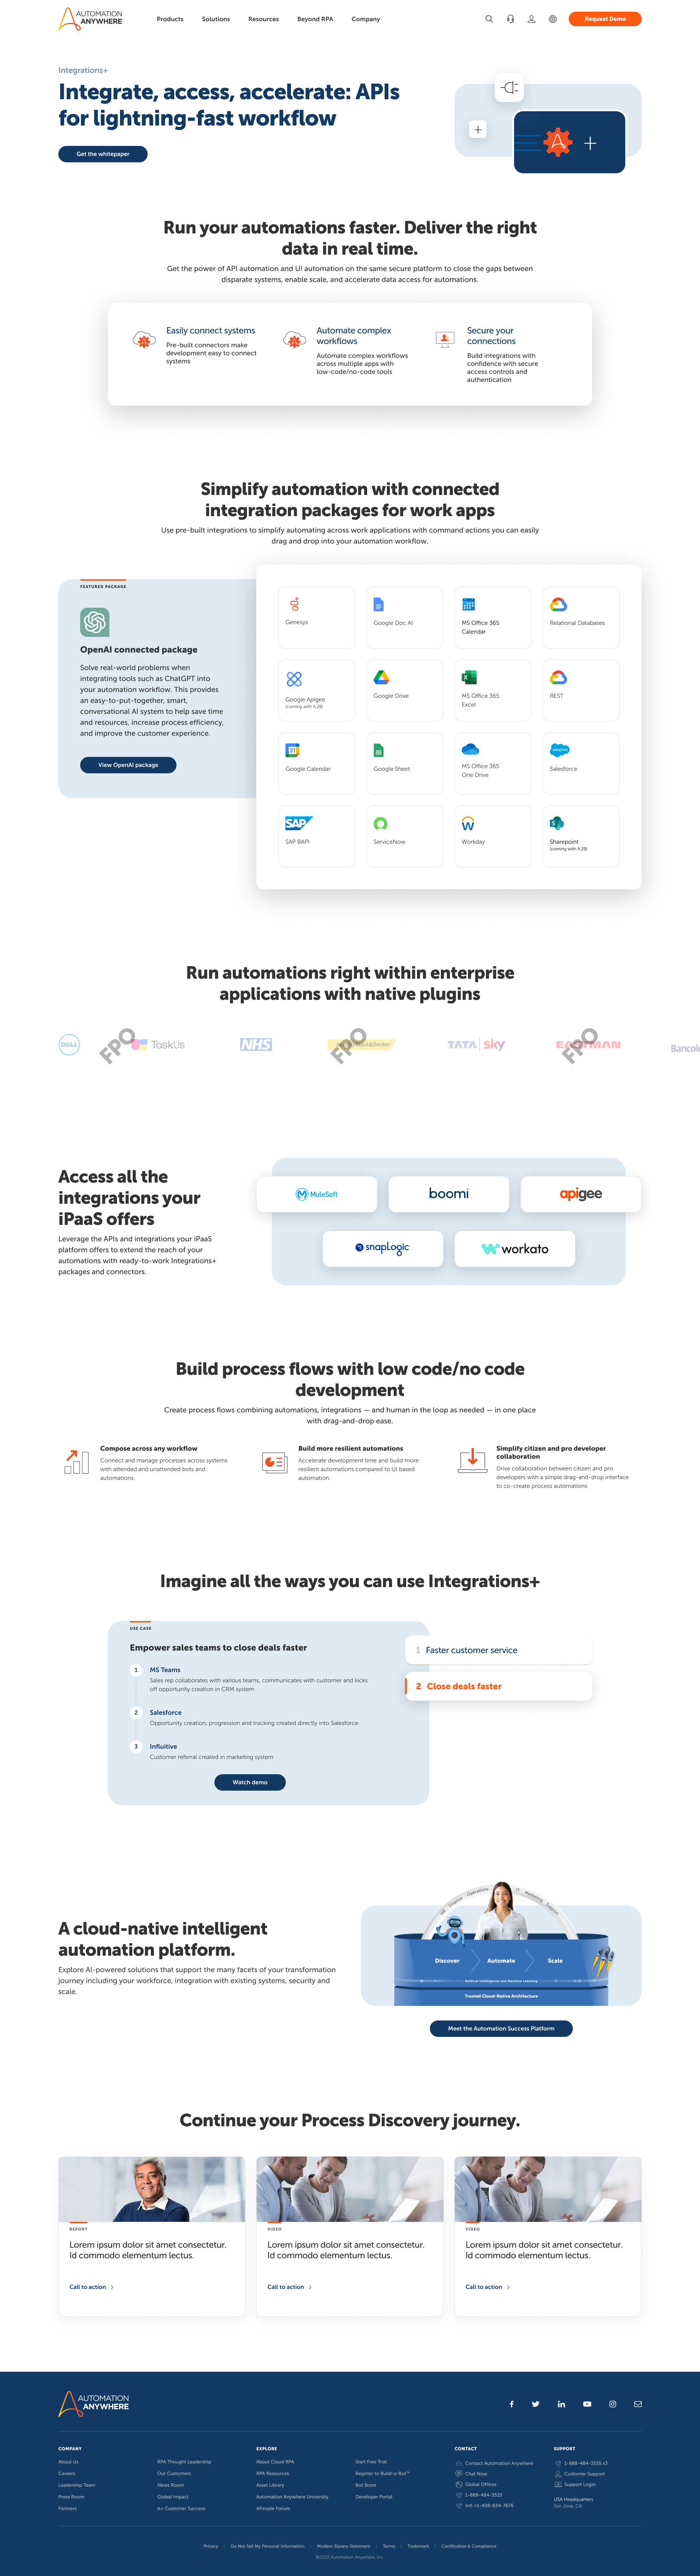 AUTOMATION
ANYWHERE
Products
Solutions
Resources
Beyond RPA
Company
Request Demo
Integrations+
Integrate, access, accelerate: APIs
for lightning-fast workflow
Get the whitepaper
Run your automations faster. Deliver the right
data in real time.
Get the power of API automation and UI automation on the same secure platform to close the gaps between
disparate systems, enable scale, and accelerate data access for automations.
Easily connect systems
Pre-built connectors make
development easy to connect
systems
Automate complex
workflows
Automate complex workflows
across multiple apps with
low-code/no-code tools
Secure your
connections
Build integrations with
confidence with secure
access controls and
authentication
Simplify automation with connected
integration packages for work apps
Use pre-built integrations to simplify automating across work applications with command actions you can easily
drag and drop into your automation workflow.
FEATURED PACKAGE
OpenAI connected package
Solve real-world problems when
integrating tools such as ChatGPT into
your automation workflow. This provides
an easy-to-put-together, smart,
conversational AI system to help save time
and resources, increase process efficiency,
and improve the customer experience.
View OpenAI package
Genesys
Google Doc AI
MS Office 365
Calendar
Relational Databases
Google Apigee
(coming with A.28)
Google Drive
MS Office 365
Excel
REST
31
Google Calendar
Google Sheet
MS Office 365
One Drive
salesforce
Salesforce
SAP
SAP BAPI
ServiceNow
Workday
S
Sharepoint
(coming with A.29)
Run automations right within enterprise
applications with native plugins
DELL
FPO
TaskUs
NHS
FPO
TATA sky
FPO
EASTMAN
Bancolo
Access all the
integrations your
iPaaS offers
Leverage the APIs and integrations your iPaaS
platform offers to extend the reach of your
automations with ready-to-work Integrations+
packages and connectors.
MuleSoft
boomi
apigee
snapLogic
workato
Build process flows with low code/no code
development
Create process flows combining automations, integrations — and human in the loop as needed — in one place
with drag-and-drop ease.
Compose across any workflow
Connect and manage processes across systems
with attended and unattended bots and
automations.
Build more resilient automations
Accelerate development time and build more
resilient automations compared to UI based
automation.
Simplify citizen and pro developer
collaboration
Drive collaboration between citizen and pro
developers with a simple drag-and-drop interface
to co-create process automations.
Imagine all the ways you can use Integrations+
USE CASE
Empower sales teams to close deals faster
1
MS Teams
Sales rep collaborates with various teams, communicates with customer and kicks
off opportunity creation in CRM system
2
Salesforce
Opportunity creation, progression and tracking created directly into Salesforce
3
Influitive
Customer referral created in marketing system
Watch demo
1 Faster customer service
2 Close deals faster
A cloud-native intelligent
automation platform.
Explore AI-powered solutions that support the many facets of your transformation
journey including your workforce, integration with existing systems, security and
scale.
HR Finance Operations IT Marketing Support
Discover
Automate
Scale
Artificial Intelligence and Machine Learning
Trusted Cloud-Native Architecture
Meet the Automation Success Platform
Continue your Process Discovery journey.
REPORT
Lorem ipsum dolor sit amet consectetur.
Id commodo elementum lectus.
Call to action
VIDEO
Lorem ipsum dolor sit amet consectetur.
Id commodo elementum lectus.
Call to action
VIDEO
Lorem ipsum dolor sit amet consectetur.
Id commodo elementum lectus.
Call to action
AUTOMATION
ANYWHERE
COMPANY
About Us
Careers
Leadership Team
Press Room
Partners
RPA Thought Leadership
Our Customers
News Room
Global Impact
A+ Customer Success
EXPLORE
About Cloud RPA
RPA Resources
Asset Library
Automation Anywhere University
APeople Forum
Start Free Trial
Register to Build-a-Bot™
Bot Store
Developer Portal
CONTACT
Contact Automation Anywhere
Chat Now
Global Offices
1-888-484-3535
Intl +1-408-834-7676
SUPPORT
1-888-484-3535 x3
Customer Support
Support Login
USA Headquarters
San Jose, CA
Privacy | Do Not Sell My Personal Information | Modern Slavery Statement | Terms | Trademark | Certification & Compliance
©2022 Automation Anywhere, Inc.